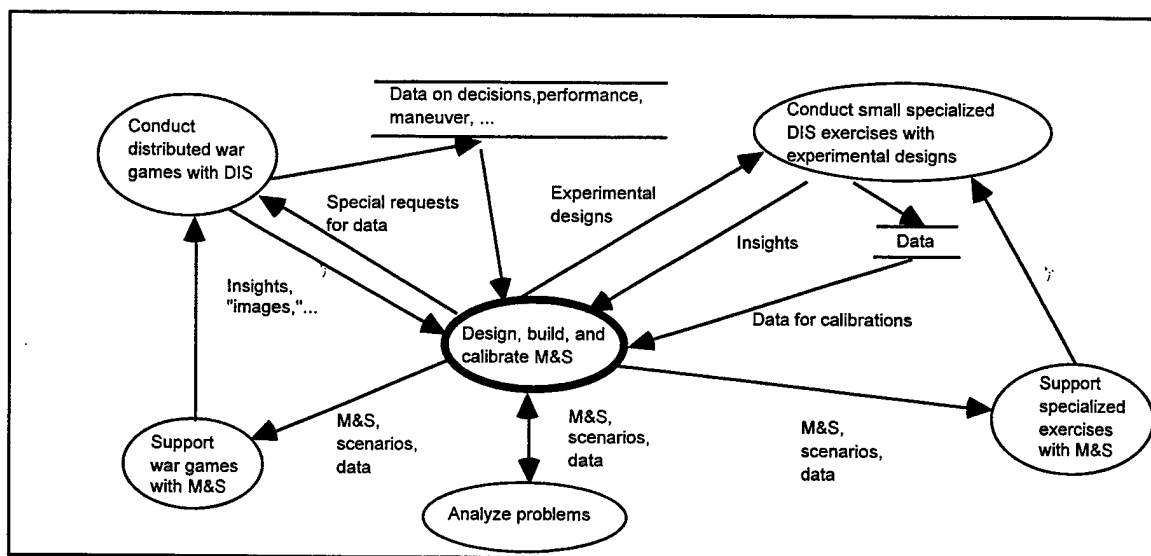 Conduct
distributed war
games with DIS
Data on decisions,performance,
maneuver, ...
Conduct small specialized
DIS exercises with
experimental designs
Special requests
for data
Experimental
designs
Insights
Data
Insights,
"images,"...
Design, build, and
calibrate M&S
Data for calibrations
Support
war games
with M&S
M&S,
scenarios,
data
M&S,
scenarios,
data
M&S,
scenarios,
data
Support
specialized
exercises
with M&S
Analyze problems